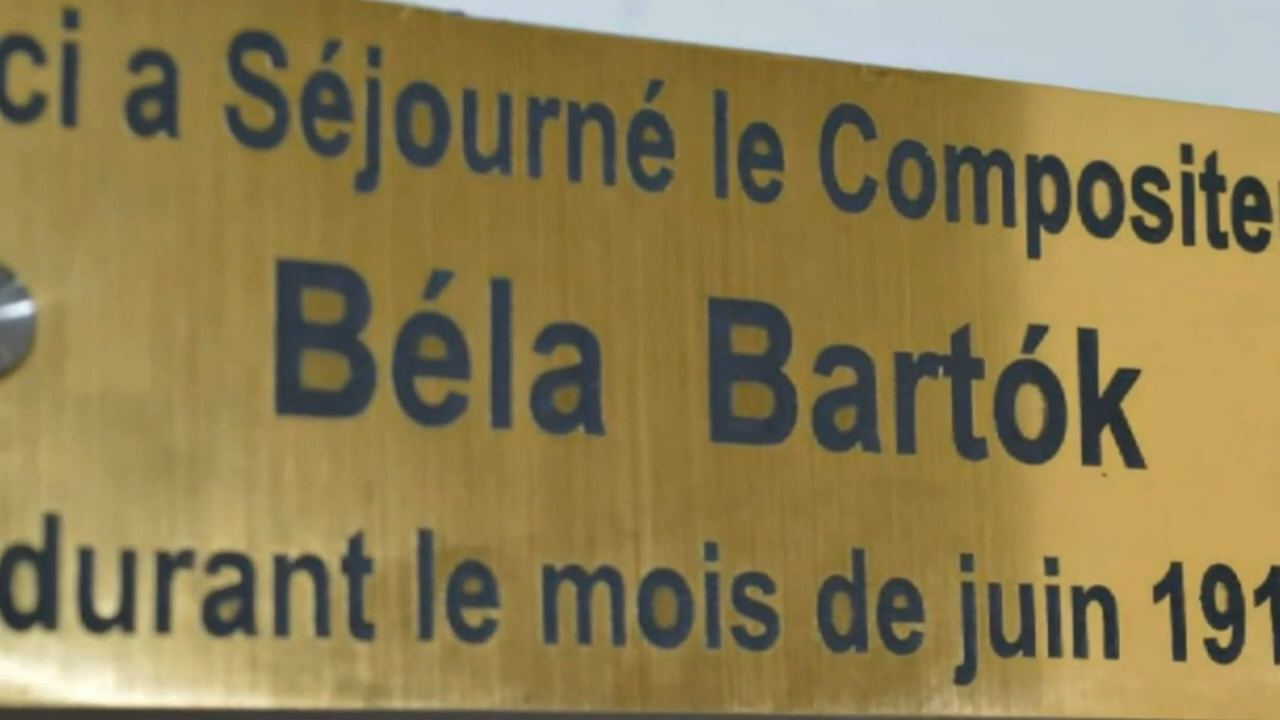 ci a Séjourné le Composite
Béla Bartók
durant le mois de juin 191